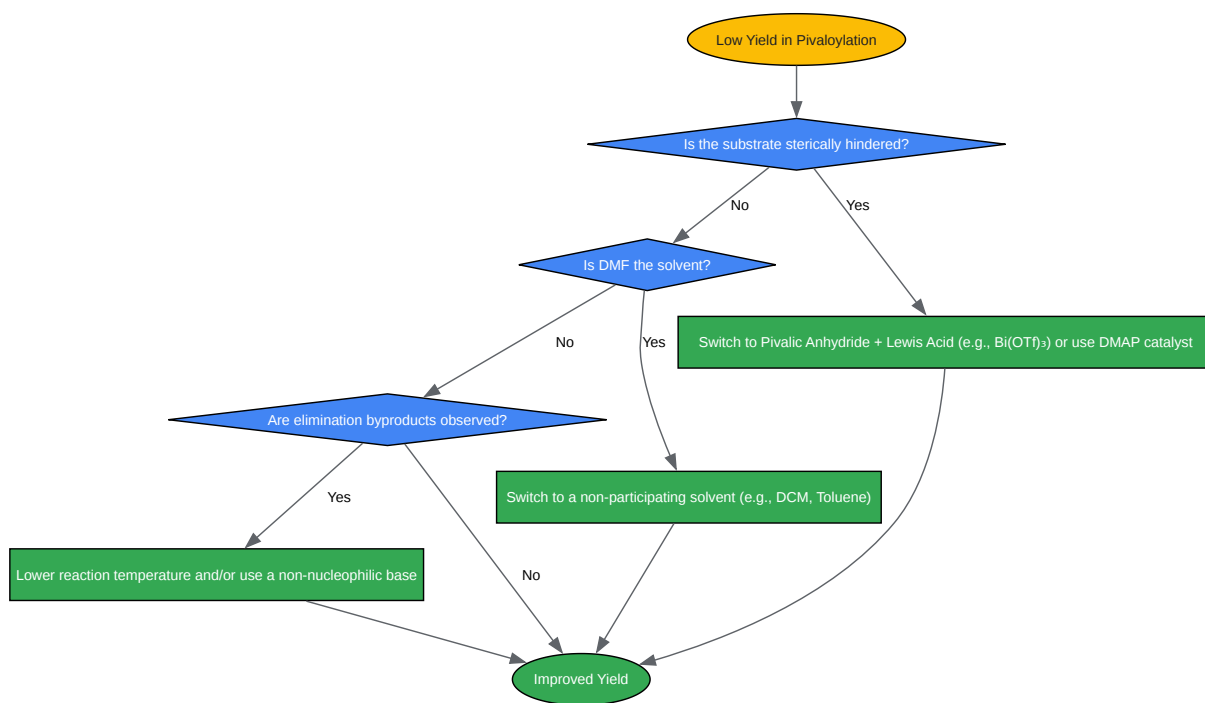 Low Yield in Pivaloylation
Is the substrate sterically hindered?
No
Yes
Is DMF the solvent?
No
Yes
Switch to Pivalic Anhydride + Lewis Acid (e.g., Bi(OTf)₃) or use DMAP catalyst
Are elimination byproducts observed?
Yes
Switch to a non-participating solvent (e.g., DCM, Toluene)
Lower reaction temperature and/or use a non-nucleophilic base
No
Improved Yield